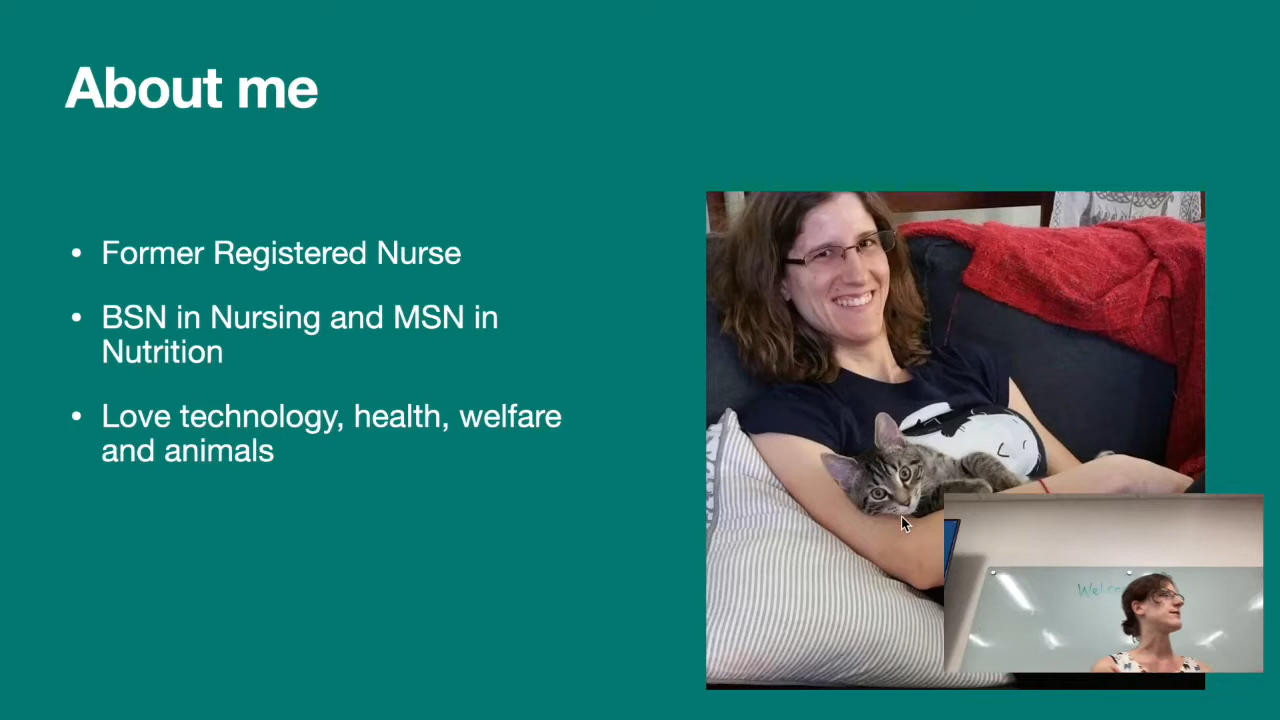 About me
• Former Registered Nurse
• BSN in Nursing and MSN in
Nutrition
• Love technology, health, welfare
and animals